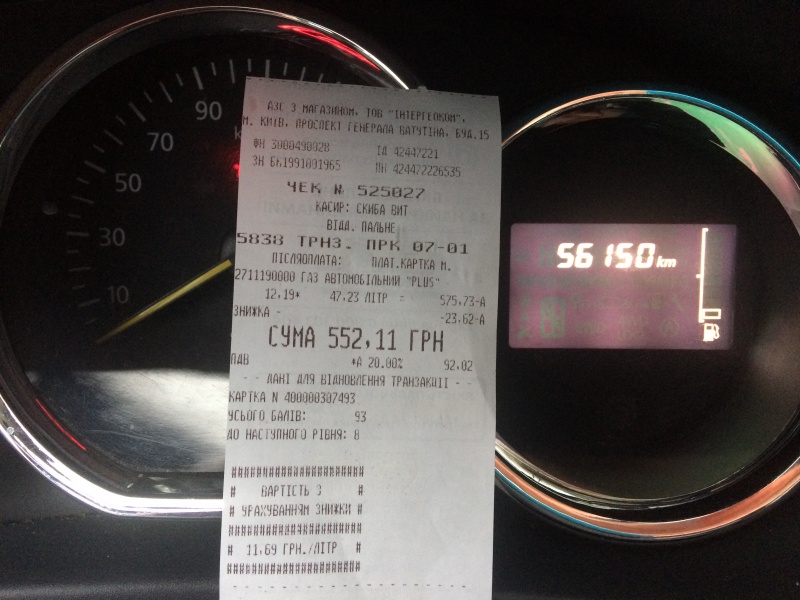 АЗС З МАГАЗИНОМ, ТОВ "ІНТЕРГЕОКОМ",
М. КИЇВ, ПРОСПЕКТ ГЕНЕРАЛА ВАТУТІНА, БУД.15
ФН 3000490028 ІД 42447221
ЗН БЫ991001965 ПН 424472226535
ЧЕК № 525027
КАСИР: СКИБА ВИТ
ВІДД. ПАЛЬНЕ
5838 ТРНЗ. ПРК 07-01
ПІСЛЯОПЛАТА: ПЛАТ.КАРТКА М.
2711190000 ГАЗ АВТОМОБІЛЬНИЙ "PLUS"
12,19* 47,23 ЛІТР = 575,73-А
ЗНИЖКА - -23,62-А
СУМА 552,11 ГРН
ПДВ *А 20.00% 92,02
- - ДАНІ ДЛЯ ВІДНОВЛЕННЯ ТРАНЗАКЦІЇ - -
КАРТКА N 400000307493
УСЬОГО БАЛІВ: 93
ДО НАСТУПНОГО РІВНЯ: 8
######################
# ВАРТІСТЬ З #
# УРАХУВАННЯМ ЗНИЖКИ #
######################
# 11,69 ГРН./ЛІТР #
######################
10
30
50
70
90
56150 km